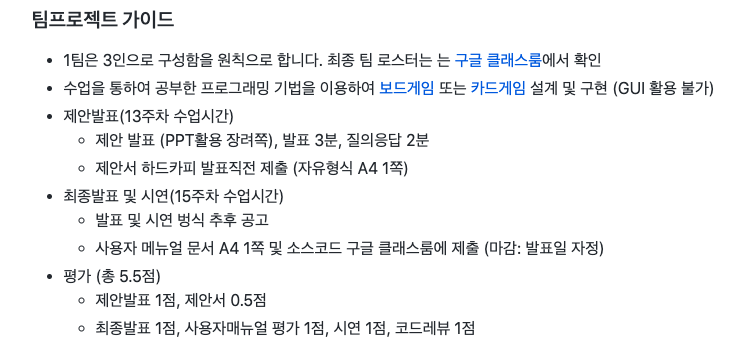 팀프로젝트 가이드
1팀은 3인으로 구성함을 원칙으로 합니다. 최종 팀 로스터는 는 구글 클래스룸에서 확인
수업을 통하여 공부한 프로그래밍 기법을 이용하여 보드게임 또는 카드게임 설계 및 구현 (GUI 활용 불가)
제안발표(13주차 수업시간)
제안 발표 (PPT활용 장려쪽), 발표 3분, 질의응답 2분
제안서 하드카피 발표직전 제출 (자유형식 A4 1쪽)
최종발표 및 시연(15주차 수업시간)
발표 및 시연 벙식 추후 공고
사용자 메뉴얼 문서 A4 1쪽 및 소스코드 구글 클래스룸에 제출 (마감: 발표일 자정)
평가 (총 5.5점)
제안발표 1점, 제안서 0.5점
최종발표 1점, 사용자매뉴얼 평가 1점, 시연 1점, 코드레뷰 1점